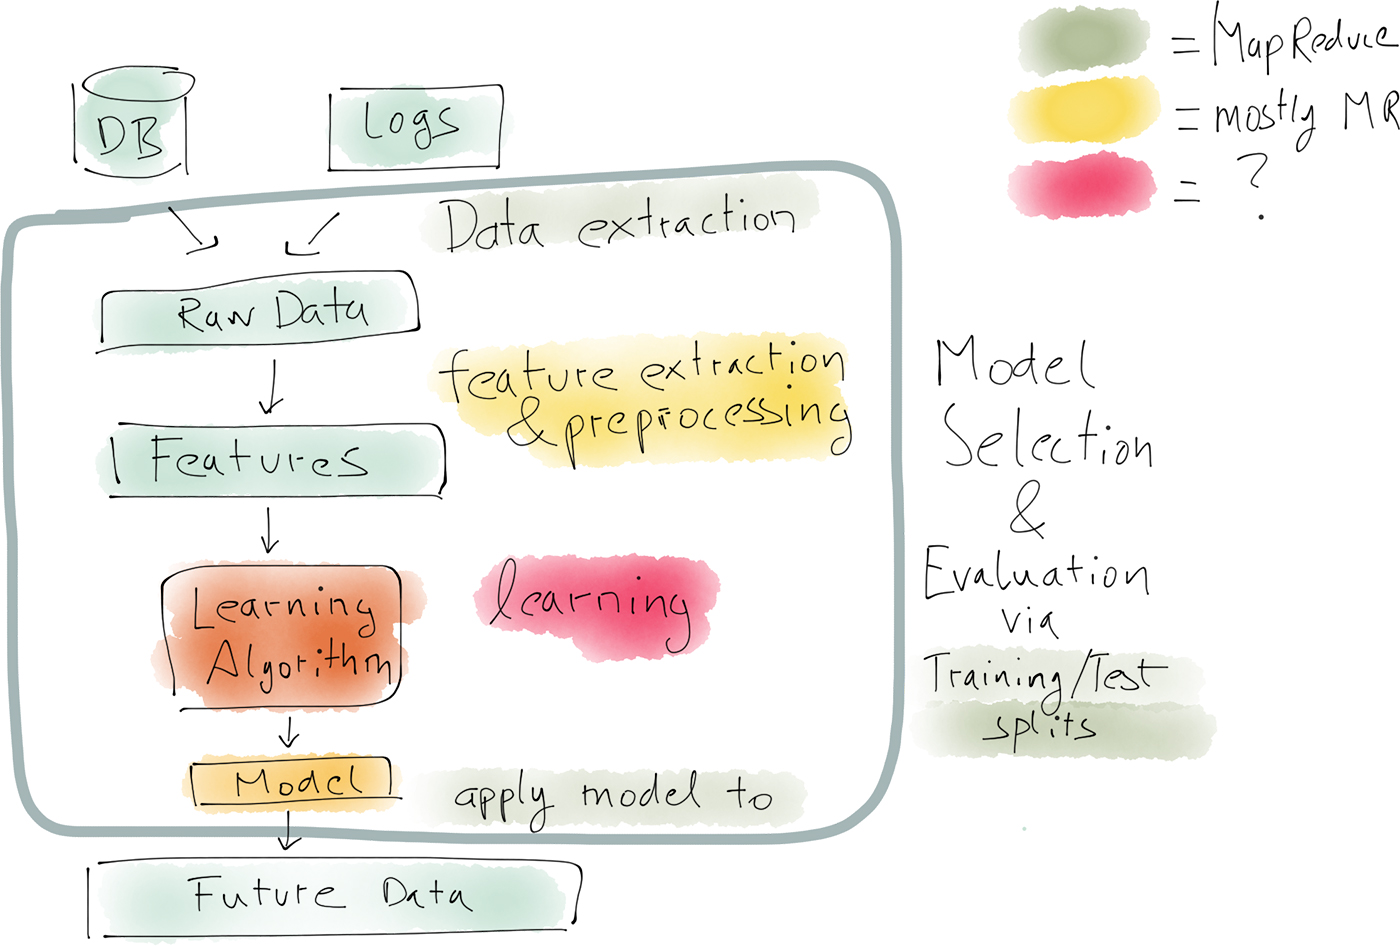 DB
Logs
= MapReduce
= mostly MR
= ?
Data extraction
Raw Data
feature extraction
& preprocessing
Features
Learning
Algorithm
learning
Model
apply model to
Future Data
Model
Selection
&
Evaluation
via
Training/Test
splits